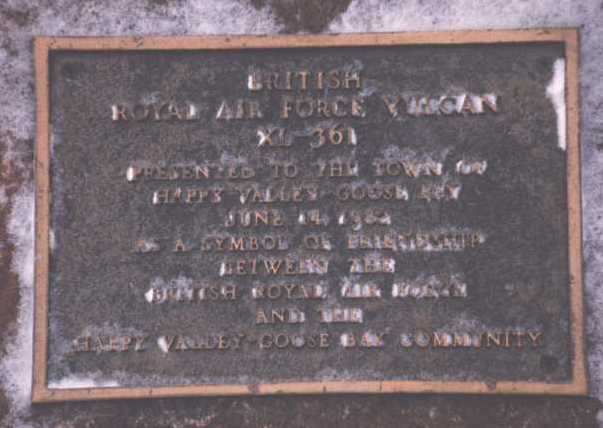 BRITISH
ROYAL AIR FORCE VULCAN
XL 361
PRESENTED TO THE TOWN OF
HAPPY VALLEY GOOSE BAY
JUNE 14 1982
AS A SYMBOL OF FRIENDSHIP
BETWEEN THE
BRITISH ROYAL AIR FORCE
AND THE
HAPPY VALLEY-GOOSE BAY COMMUNITY